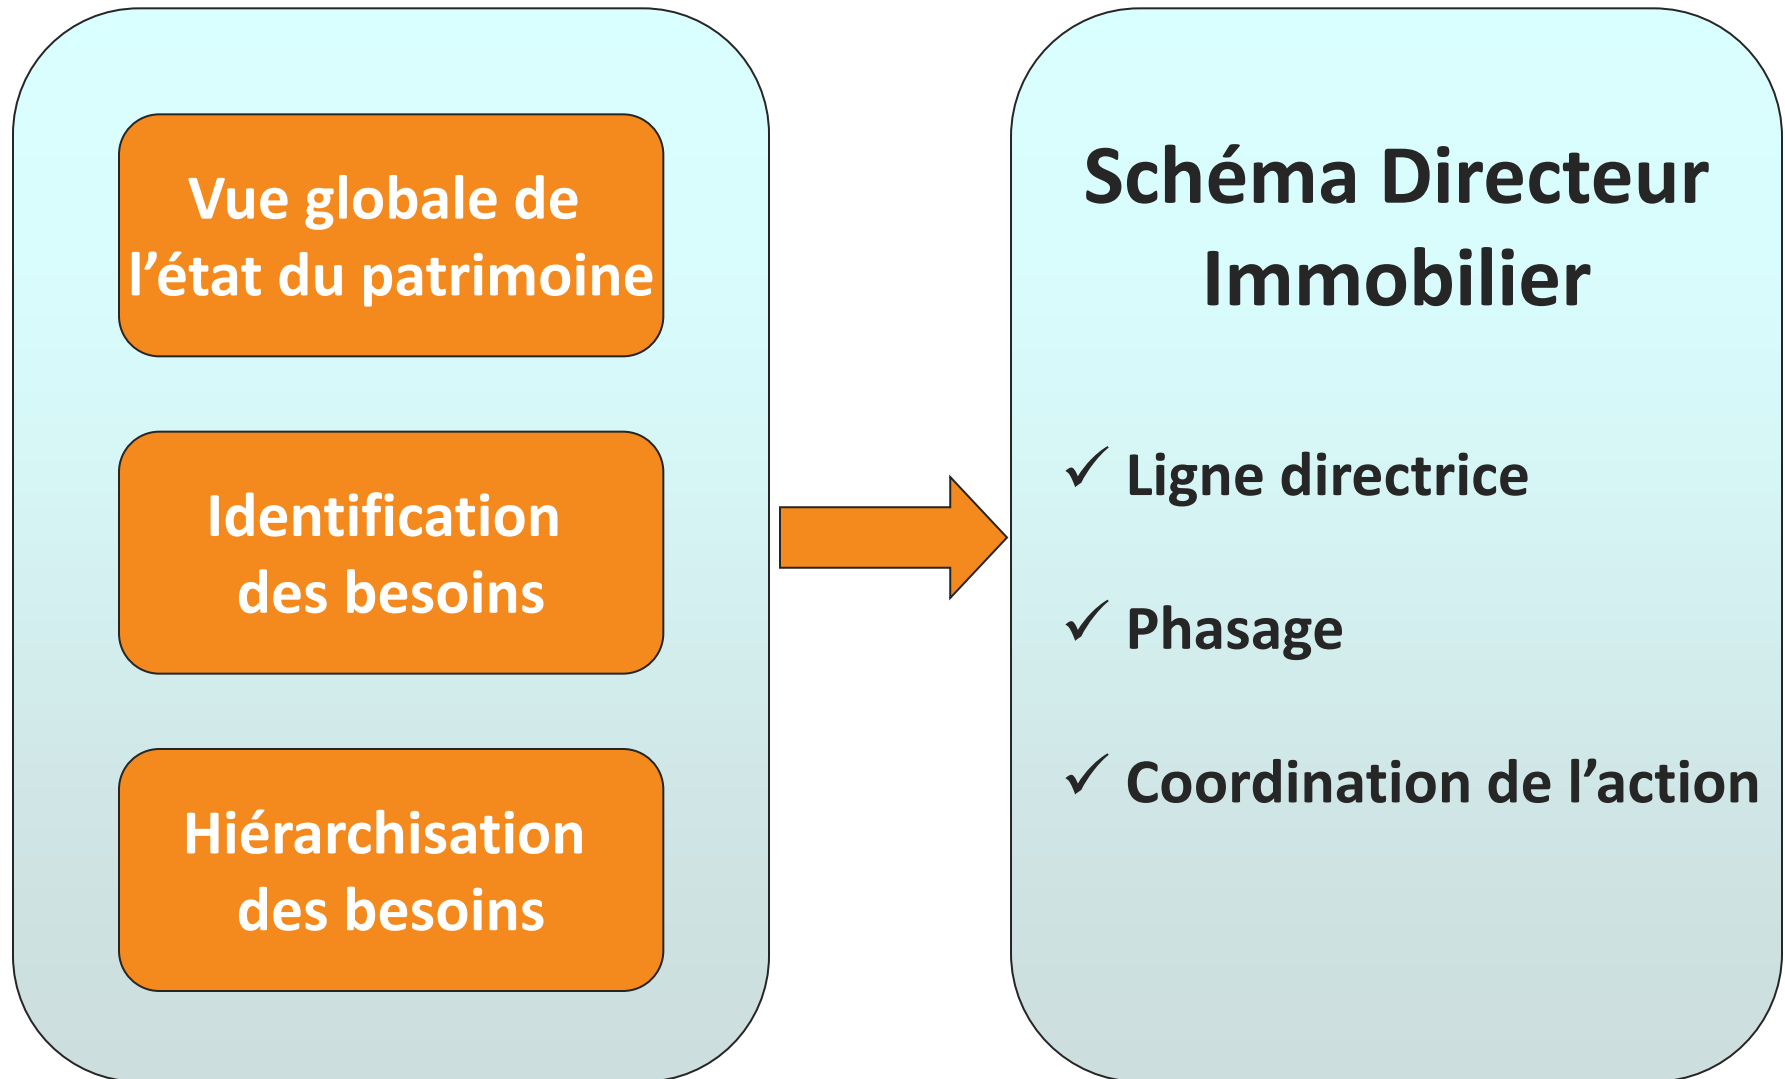 Vue globale de
l’état du patrimoine
Identification
des besoins
Hiérarchisation
des besoins
Schéma Directeur
Immobilier
✓ Ligne directrice
✓ Phasage
✓ Coordination de l’action